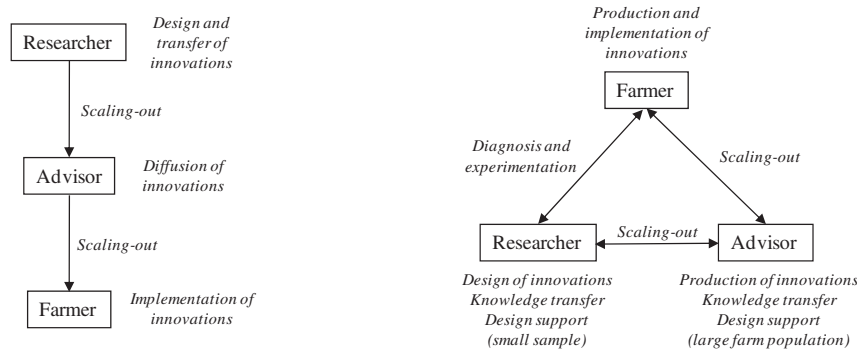 Researcher
Design and
transfer of
innovations
Scaling-out
Advisor
Diffusion of
innovations
Scaling-out
Farmer
Implementation of
innovations
Production and
implementation of
innovations
Farmer
Diagnosis and
experimentation
Scaling-out
Scaling-out
Researcher
Advisor
Design of innovations
Knowledge transfer
Design support
(small sample)
Production of innovations
Knowledge transfer
Design support
(large farm population)